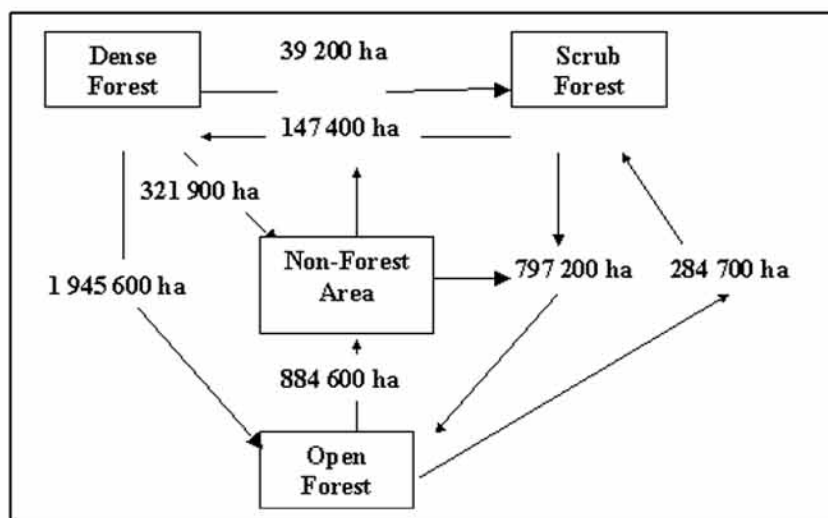 Dense
Forest
39 200 ha
Scrub
Forest
147 400 ha
321 900 ha
Non-Forest
Area
797 200 ha
284 700 ha
1 945 600 ha
884 600 ha
Open
Forest